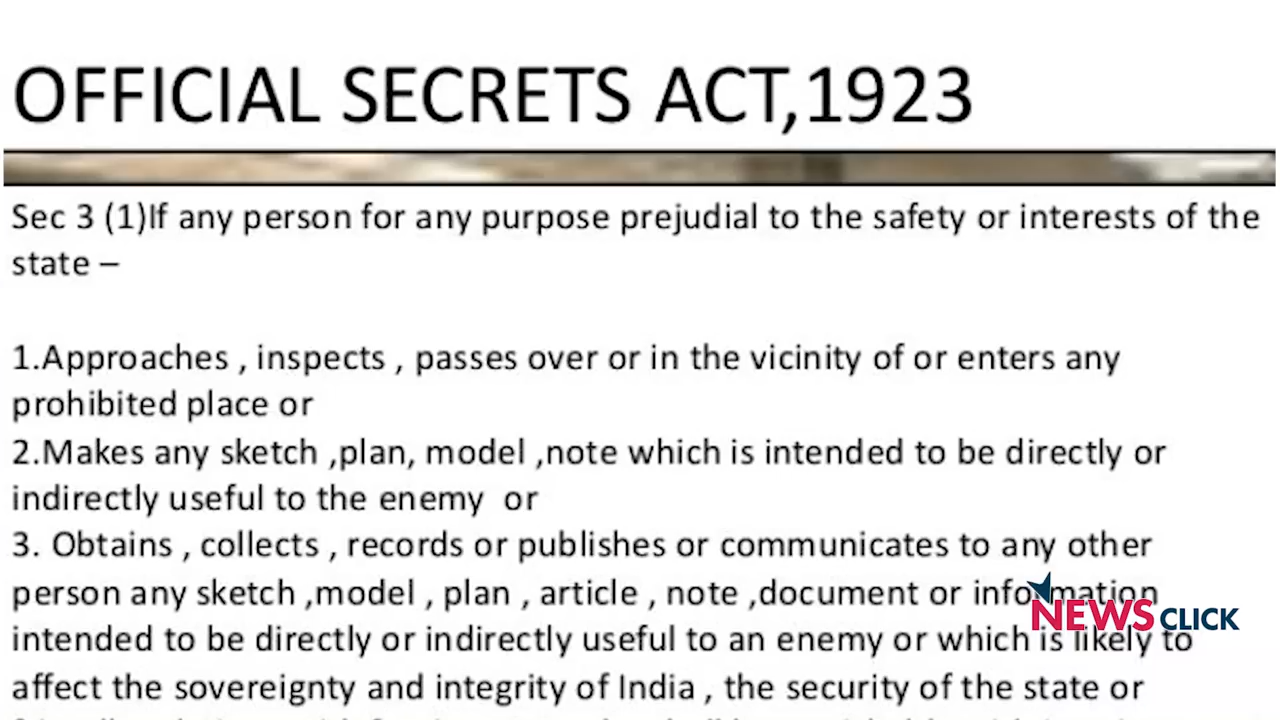 OFFICIAL SECRETS ACT,1923
Sec 3 (1)If any person for any purpose prejudial to the safety or interests of the
state –
1.Approaches , inspects , passes over or in the vicinity of or enters any
prohibited place or
2.Makes any sketch ,plan, model ,note which is intended to be directly or
indirectly useful to the enemy or
3. Obtains , collects , records or publishes or communicates to any other
person any sketch ,model , plan , article , note ,document or information
intended to be directly or indirectly useful to an enemy or which is likely to
affect the sovereignty and integrity of India , the security of the state or
NEWSCLICK